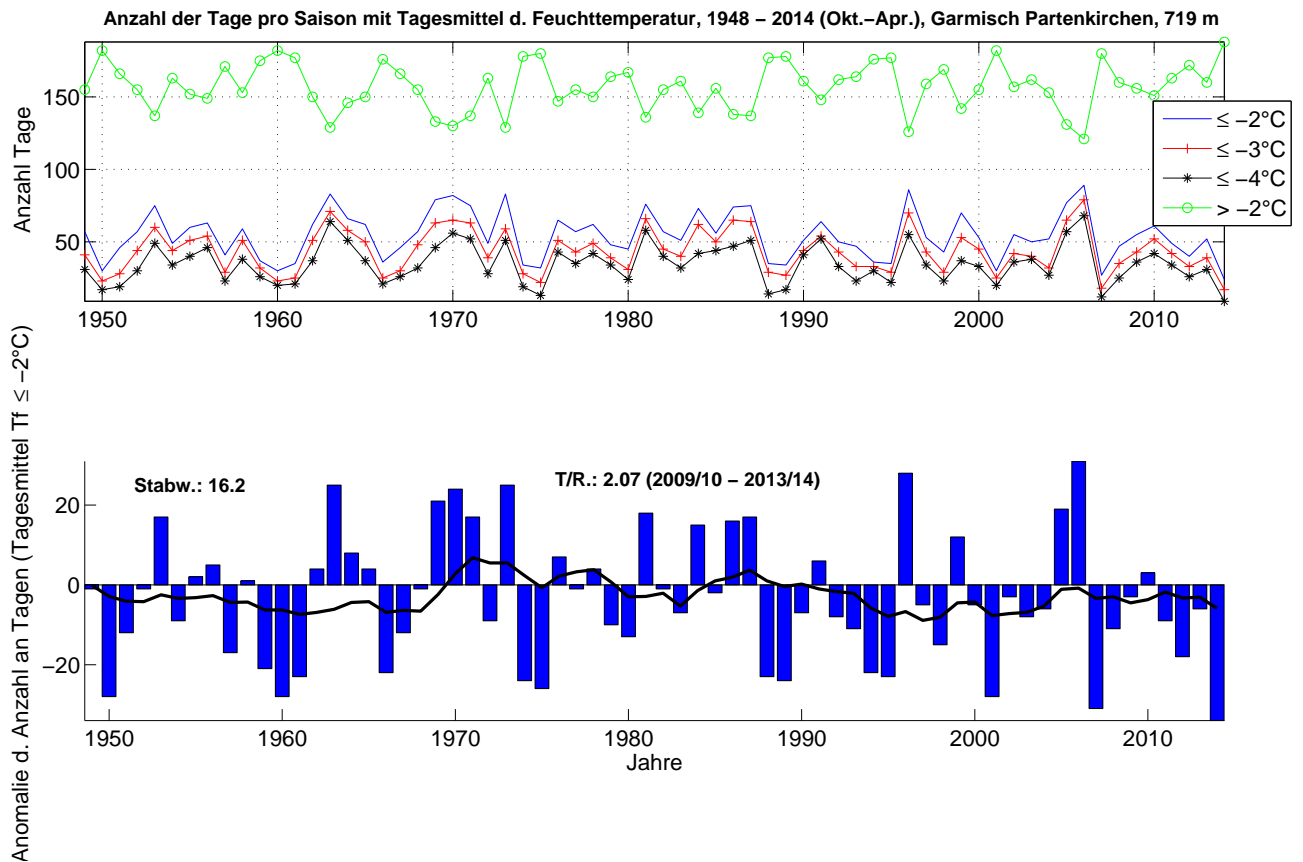 Anzahl der Tage pro Saison mit Tagesmittel d. Feuchttemperatur, 1948 − 2014 (Okt.−Apr.), Garmisch Partenkirchen, 719 m
Anzahl Tage
150
100
50
≤ −2°C
≤ −3°C
≤ −4°C
> −2°C
1950 1960 1970 1980 1990 2000 2010
Anomalie d. Anzahl an Tagen (Tagesmittel Tf ≤ −2°C)
Stabw.: 16.2
T/R.: 2.07 (2009/10 − 2013/14)
20
0
−20
1950 1960 1970 1980 1990 2000 2010
Jahre